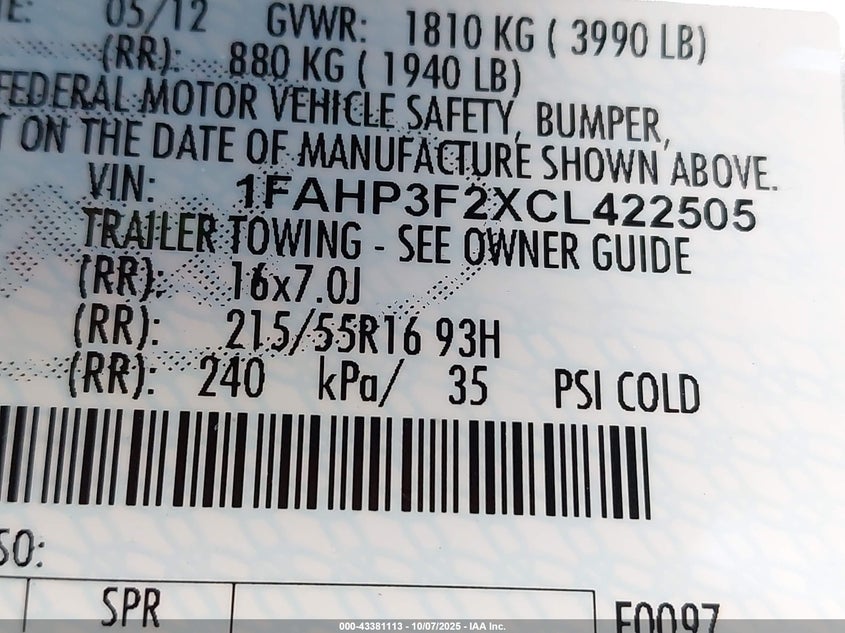 E: 05/12 GVWR: 1810 KG ( 3990 LB)
(RR): 880 KG ( 1940 LB)
FEDERAL MOTOR VEHICLE SAFETY, BUMPER,
T ON THE DATE OF MANUFACTURE SHOWN ABOVE.
VIN: 1FAHP3F2XCL422505
TRAILER TOWING - SEE OWNER GUIDE
(RR): 16x7.0J
(RR): 215/55R16 93H
(RR): 240 kPa/ 35 PSI COLD
SO:
SPR
F0097
000-43381113 - 10/07/2025 - IAA Inc.